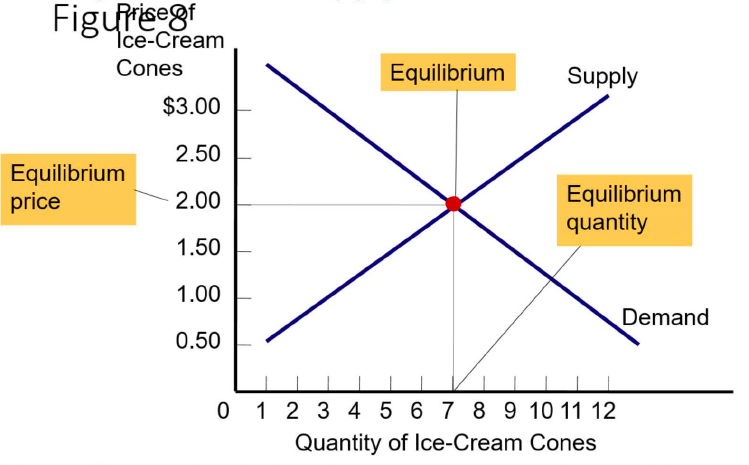 Figure 8
Price of
Ice-Cream
Cones
Equilibrium
Supply
$3.00
2.50
Equilibrium
price
2.00
Equilibrium
quantity
1.50
1.00
Demand
0.50
0 1 2 3 4 5 6 7 8 9 10 11 12
Quantity of Ice-Cream Cones